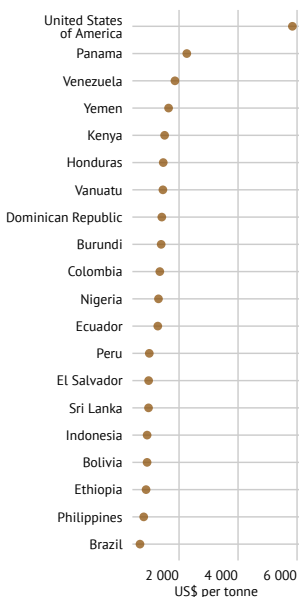 United States
of America
Panama
Venezuela
Yemen
Kenya
Honduras
Vanuatu
Dominican Republic
Burundi
Colombia
Nigeria
Ecuador
Peru
El Salvador
Sri Lanka
Indonesia
Bolivia
Ethiopia
Philippines
Brazil
2 000 4 000 6 000
US$ per tonne